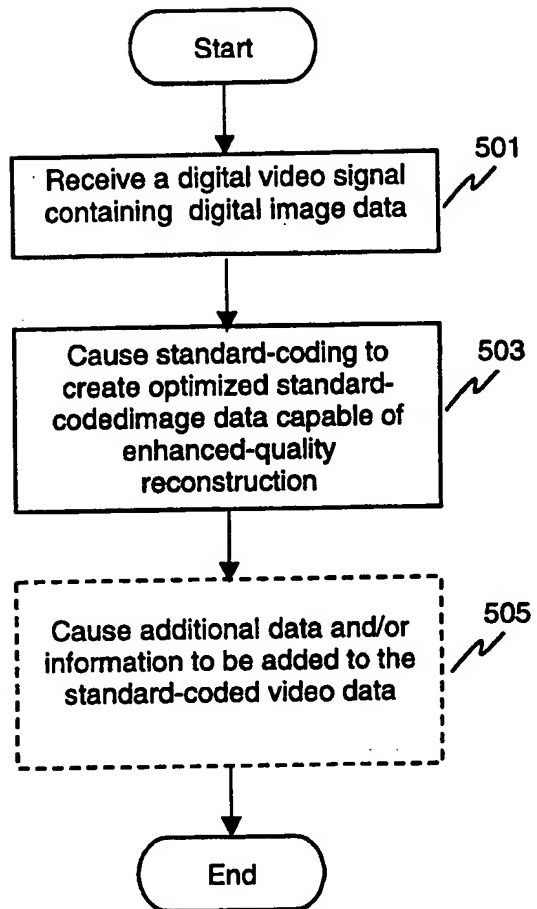 Start
501
Receive a digital video signal
containing digital image data
503
Cause standard-coding to
create optimized standard-
codedimage data capable of
enhanced-quality
reconstruction
505
Cause additional data and/or
information to be added to the
standard-coded video data
End